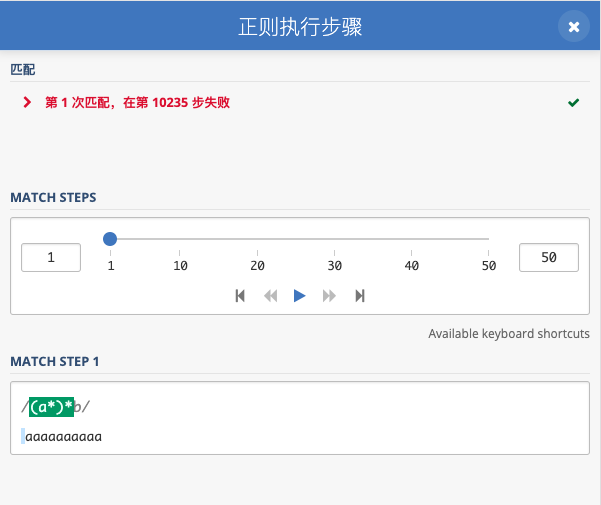 正则执行步骤
匹配
第 1 次匹配，在第 10235 步失败
MATCH STEPS
1
1 10 20 30 40 50
50
Available keyboard shortcuts
MATCH STEP 1
/(a*)*b/
aaaaaaaaaa